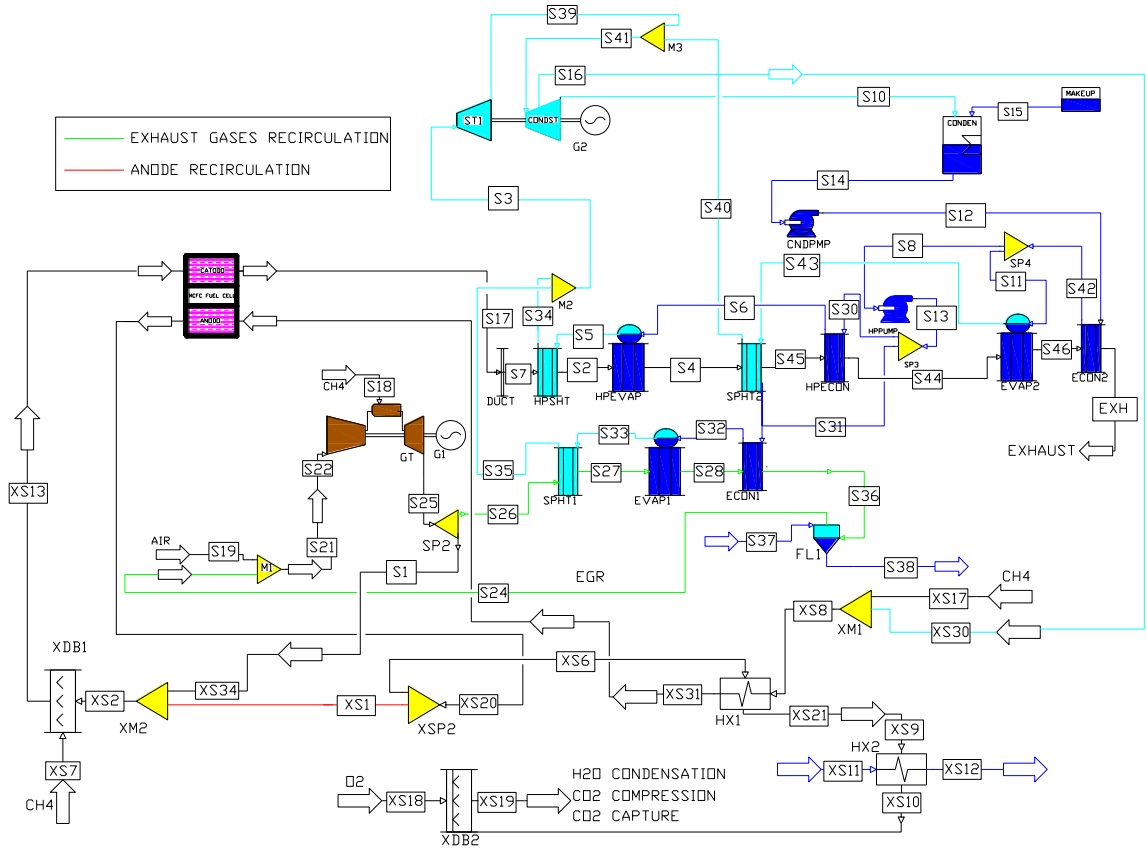 S39
S41
M3
S16
S10
MAKEUP
S15
ST1
CONDST
G2
CONDEN
EXHAUST GASES RECIRCULATION
ANODE RECIRCULATION
S14
S3
S40
S12
CNDPMP
S8
SP4
S43
S11
S42
CATODO
MCFC FUEL CELL
ANODO
M2
S34
S17
S6
S30
S13
HPPUMP
SP3
S5
S7
S2
S4
S45
S44
S46
DUCT
HPSHT
HPEVAP
SPHT2
HPECON
EVAP2
ECON2
CH4
S18
GT
G1
EXH
EXHAUST
S31
S33
S32
S35
S27
S28
S22
SPHT1
EVAP1
ECON1
XS13
S25
S26
S36
SP2
AIR
S19
S21
M1
S37
FL1
S38
S1
S24
EGR
CH4
XS17
XS8
XM1
XS30
XDB1
XS6
XS34
XS2
XS1
XS20
XS31
XM2
XSP2
HX1
XS21
XS9
HX2
XS7
XS11
XS12
CH4
O2
XS18
XS19
H2O CONDENSATION
CO2 COMPRESSION
CO2 CAPTURE
XS10
XDB2